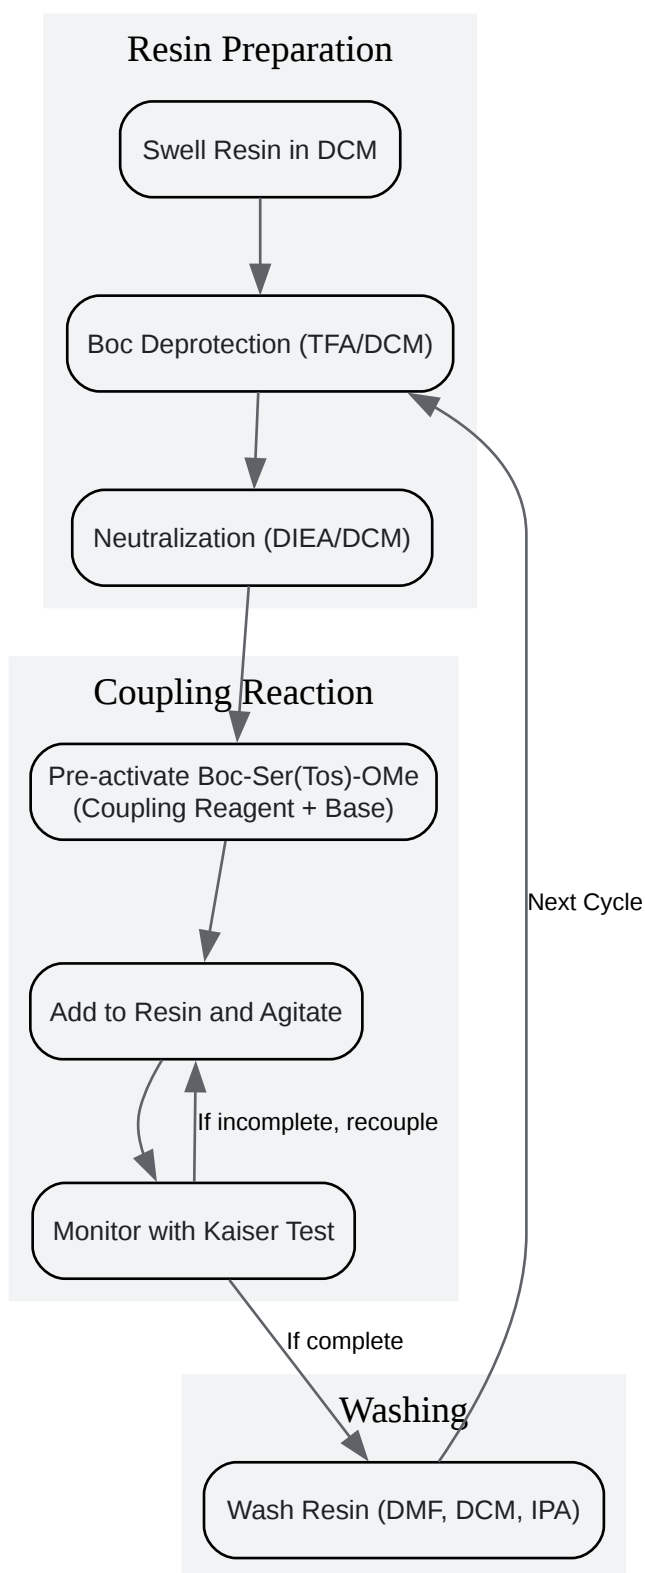 Resin Preparation
Swell Resin in DCM
Boc Deprotection (TFA/DCM)
Neutralization (DIEA/DCM)
Coupling Reaction
Pre-activate Boc-Ser(Tos)-OMe
(Coupling Reagent + Base)
Next Cycle
Add to Resin and Agitate
If incomplete, recouple
Monitor with Kaiser Test
If complete
Washing
Wash Resin (DMF, DCM, IPA)